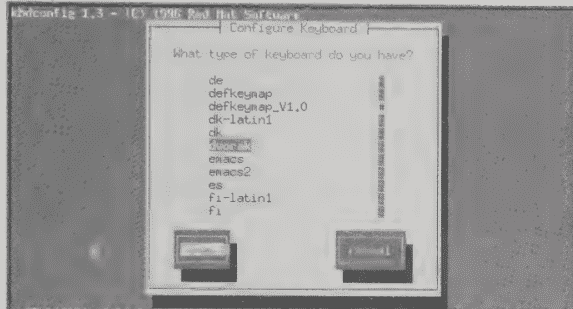 kbdconfig 1.3 - (C) 1996 Red Hat Software
Configure Keyboard
What type of keyboard do you have?
de
defkeymap
defkeymap_V1.0
dk-latin1
dk
dvorak
emacs
emacs2
es
fi-latin1
fi
Cancel